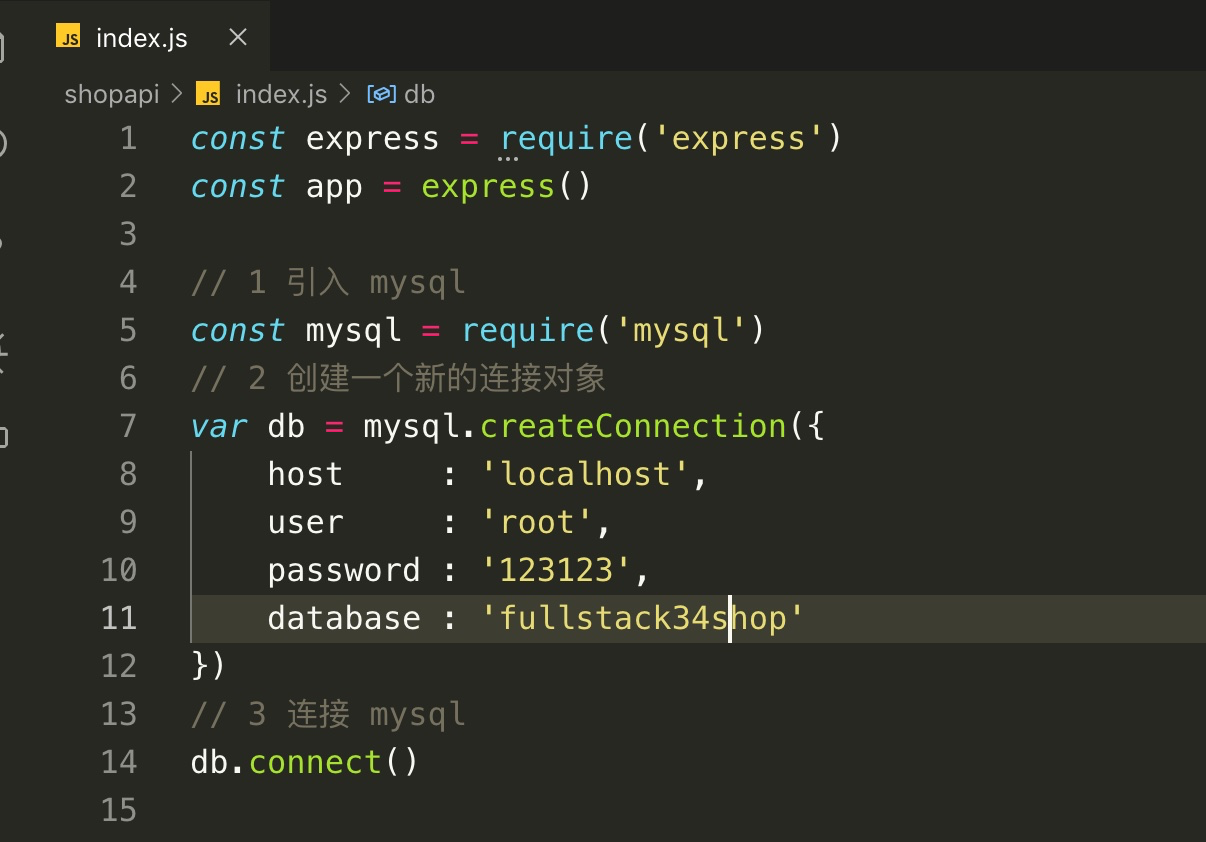 JS index.js ×
shopapi > JS index.js > db
1 const express = require('express')
2 const app = express()
3
4 // 1 引入 mysql
5 const mysql = require('mysql')
6 // 2 创建一个新的连接对象
7 var db = mysql.createConnection({
8     host     : 'localhost',
9     user     : 'root',
10     password : '123123',
11     database : 'fullstack34shop'
12 })
13 // 3 连接 mysql
14 db.connect()
15